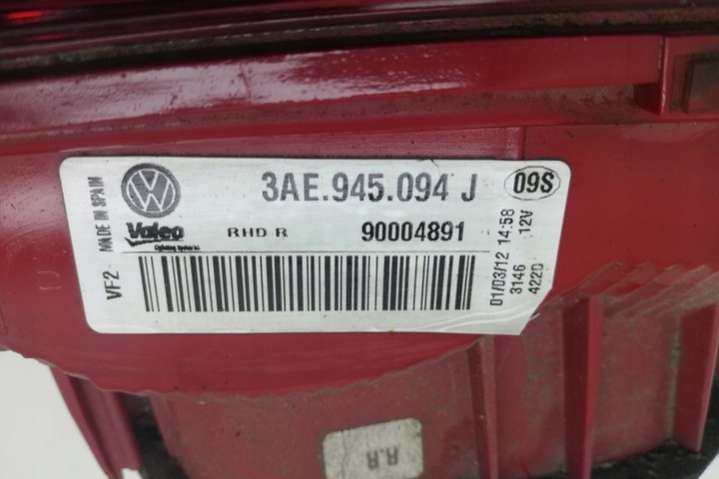 3AE.945.094 J 09S
MADE IN SPAIN
Valeo
RHD R 90004891
VF2
01/03/12 14:58
3146 12V
4220
A.A